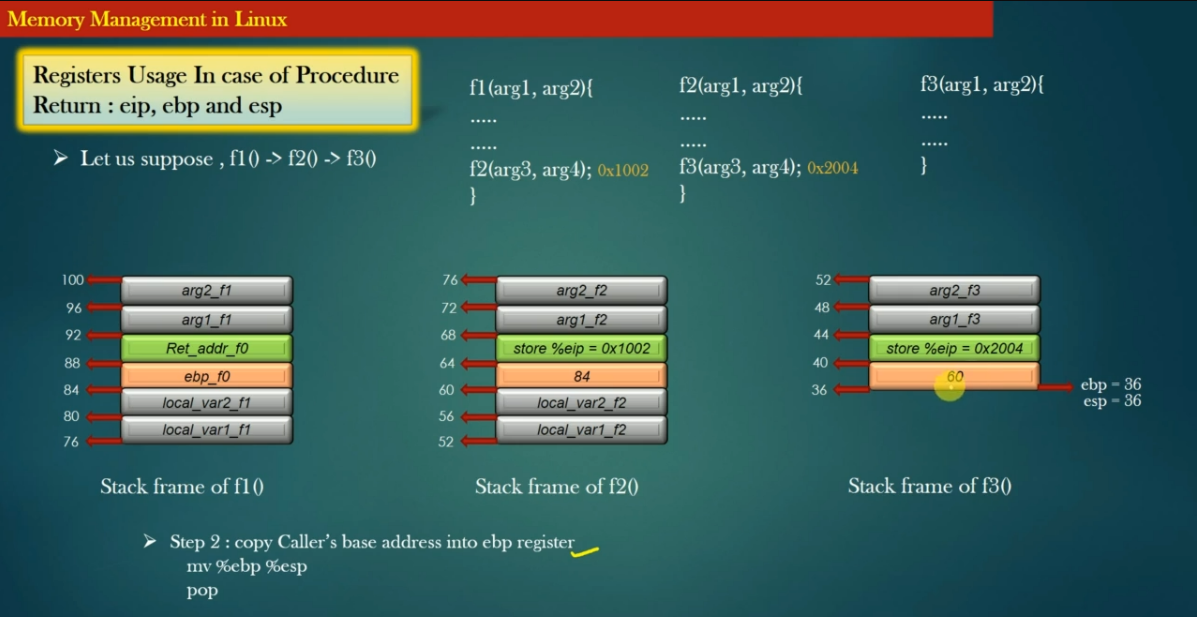 Memory Management in Linux
Registers Usage In case of Procedure
Return : eip, ebp and esp
➢ Let us suppose , f1() -> f2() -> f3()
f1(arg1, arg2){
.....
.....
f2(arg3, arg4); 0x1002
}
f2(arg1, arg2){
.....
.....
f3(arg3, arg4); 0x2004
}
f3(arg1, arg2){
.....
.....
}
100
arg2_f1
96
arg1_f1
92
Ret_addr_f0
88
ebp_f0
84
local_var2_f1
80
local_var1_f1
76
Stack frame of f1()
76
arg2_f2
72
arg1_f2
68
store %eip = 0x1002
64
84
60
local_var2_f2
56
local_var1_f2
52
Stack frame of f2()
52
arg2_f3
48
arg1_f3
44
store %eip = 0x2004
40
60
36
ebp = 36
esp = 36
Stack frame of f3()
➢ Step 2 : copy Caller's base address into ebp register
mv %ebp %esp
pop